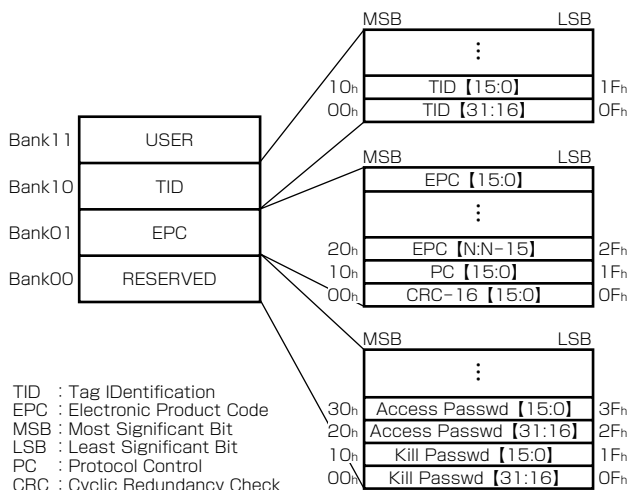 MSB LSB
⋮
10h TID【15:0】 1Fh
00h TID【31:16】 0Fh
Bank11 USER
Bank10 TID
Bank01 EPC
Bank00 RESERVED
MSB LSB
EPC【15:0】
⋮
20h EPC【N:N-15】 2Fh
10h PC【15:0】 1Fh
00h CRC-16【15:0】 0Fh
MSB LSB
⋮
30h Access Passwd【15:0】 3Fh
20h Access Passwd【31:16】 2Fh
10h Kill Passwd【15:0】 1Fh
00h Kill Passwd【31:16】 0Fh
TID : Tag IDentification
EPC : Electronic Product Code
MSB : Most Significant Bit
LSB : Least Significant Bit
PC : Protocol Control
CRC : Cyclic Redundancy Check